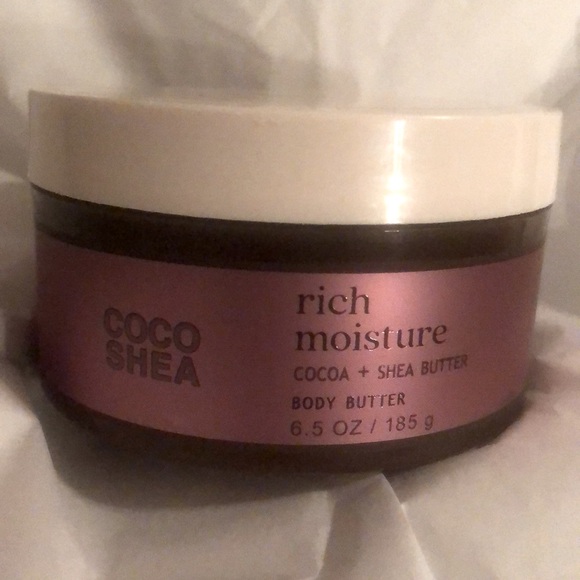 COCO
SHEA
rich
moisture
COCOA + SHEA BUTTER
BODY BUTTER
6.5 OZ / 185 g